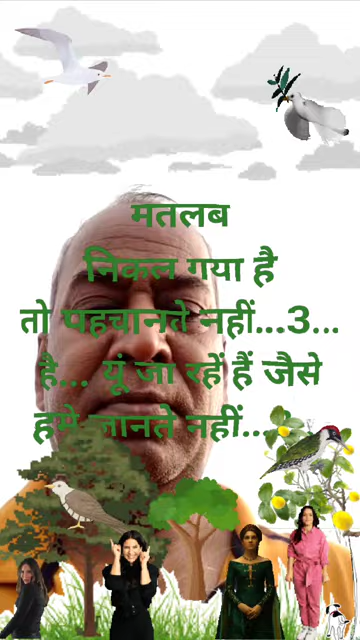 मतलब
निकल गया है
तो पहचानते नहीं...3...
है... यूं जा रहें हैं जैसे
हमे जानते नहीं...